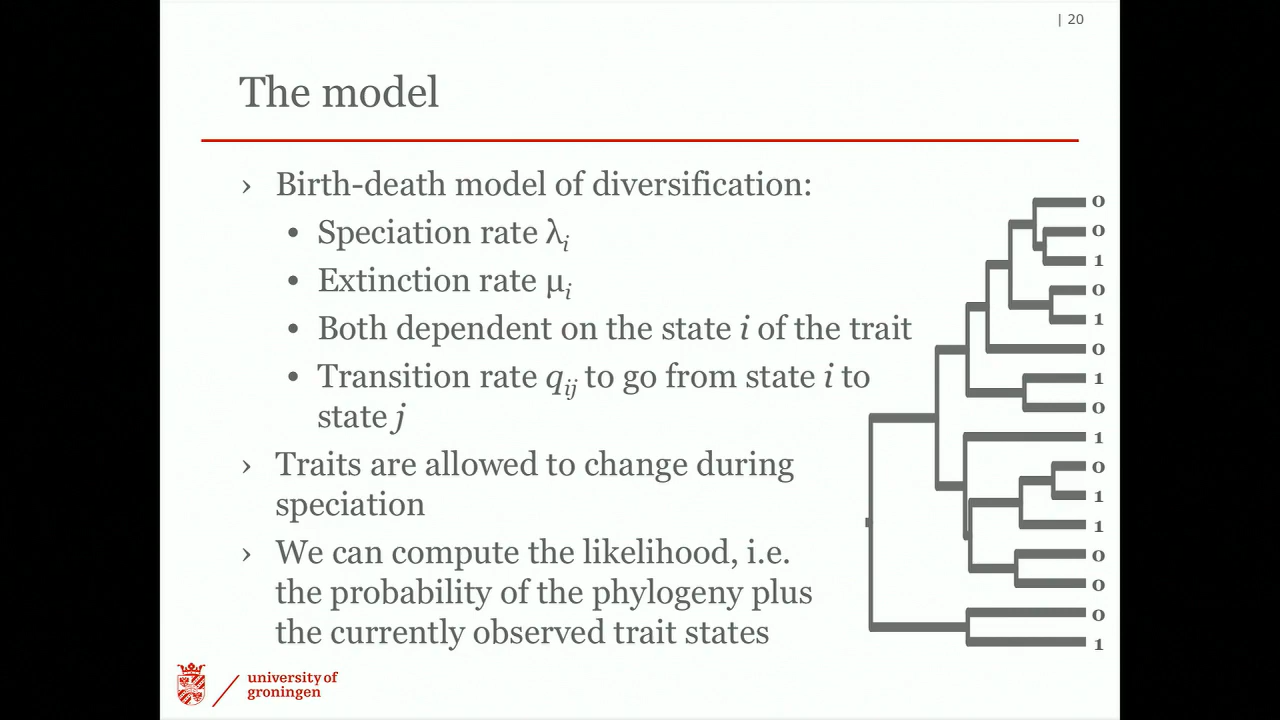 | 20
The model
› Birth-death model of diversification:
• Speciation rate λi
• Extinction rate μi
• Both dependent on the state i of the trait
• Transition rate qij to go from state i to
state j
› Traits are allowed to change during
speciation
› We can compute the likelihood, i.e.
the probability of the phylogeny plus
the currently observed trait states
0
0
1
0
1
0
1
0
1
0
1
1
0
0
0
1
university of
groningen